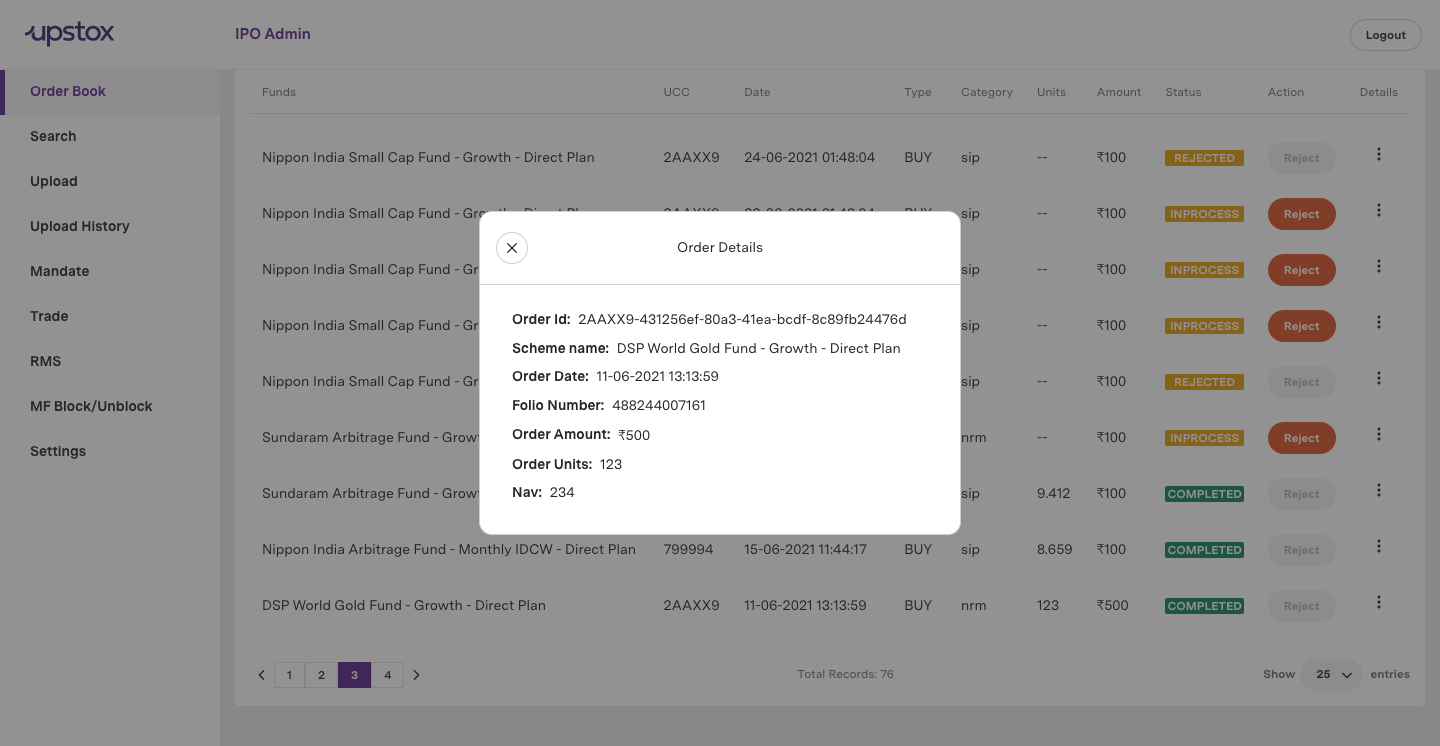 upstox
IPO Admin
Logout
Order Book
Search
Upload
Upload History
Mandate
Trade
RMS
MF Block/Unblock
Settings
Funds UCC Date Type Category Units Amount Status Action Details
Nippon India Small Cap Fund - Growth - Direct Plan 2AAXX9 24-06-2021 01:48:04 BUY sip -- ₹100 REJECTED Reject
Nippon India Small Cap Fund - sip -- ₹100 INPROCESS Reject
Nippon India Small Cap Fund - Gr sip -- ₹100 INPROCESS Reject
Nippon India Small Cap Fund - Gr sip -- ₹100 INPROCESS Reject
Nippon India Small Cap Fund - Gr sip -- ₹100 REJECTED Reject
Sundaram Arbitrage Fund - Grow nrm -- ₹100 INPROCESS Reject
Sundaram Arbitrage Fund - Grow sip 9.412 ₹100 COMPLETED Reject
Nippon India Arbitrage Fund - Monthly IDCW - Direct Plan 799994 15-06-2021 11:44:17 BUY sip 8.659 ₹100 COMPLETED Reject
DSP World Gold Fund - Growth - Direct Plan 2AAXX9 11-06-2021 13:13:59 BUY nrm 123 ₹500 COMPLETED Reject
Order Details
Order Id: 2AAXX9-431256ef-80a3-41ea-bcdf-8c89fb24476d
Scheme name: DSP World Gold Fund - Growth - Direct Plan
Order Date: 11-06-2021 13:13:59
Folio Number: 488244007161
Order Amount: ₹500
Order Units: 123
Nav: 234
1 2 3 4
Total Records: 76
Show 25 entries